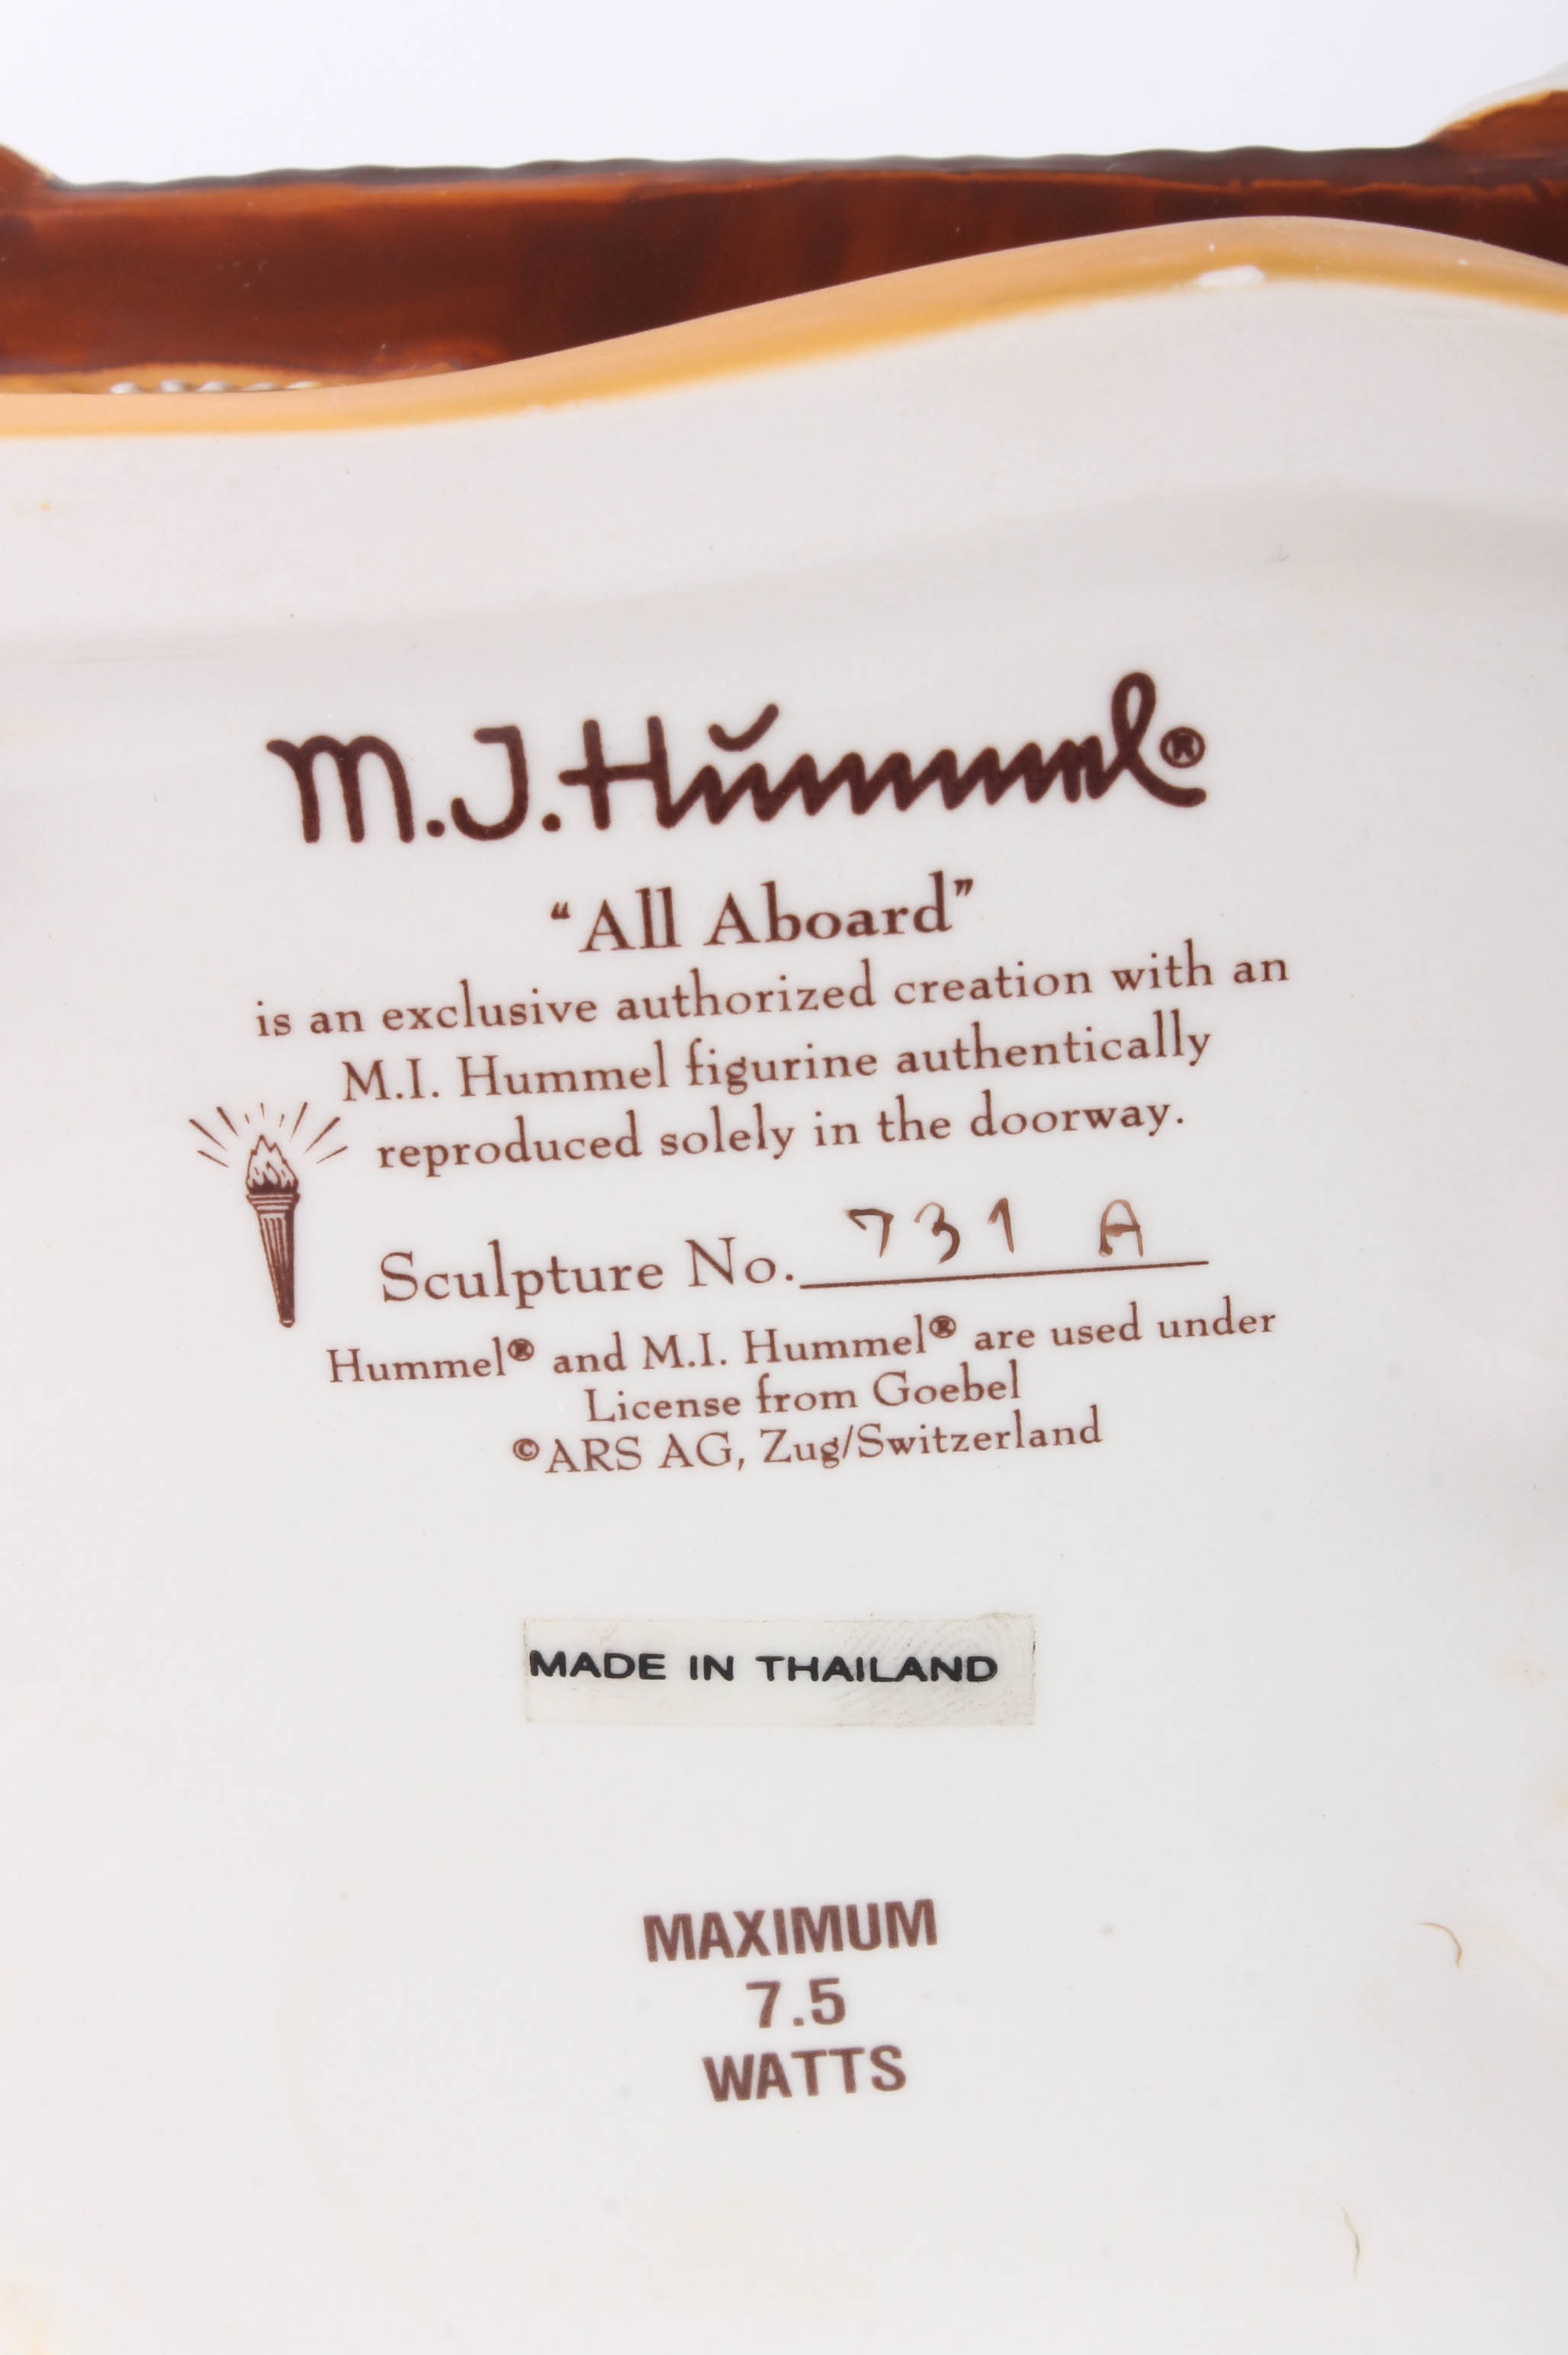 M.J.Hŭmmel®
“All Aboard”
is an exclusive authorized creation with an
M.I. Hummel figurine authentically
reproduced solely in the doorway.
Sculpture No. 731 A
Hummel® and M.I. Hummel® are used under
License from Goebel
©ARS AG, Zug/Switzerland
MADE IN THAILAND
MAXIMUM
7.5
WATTS